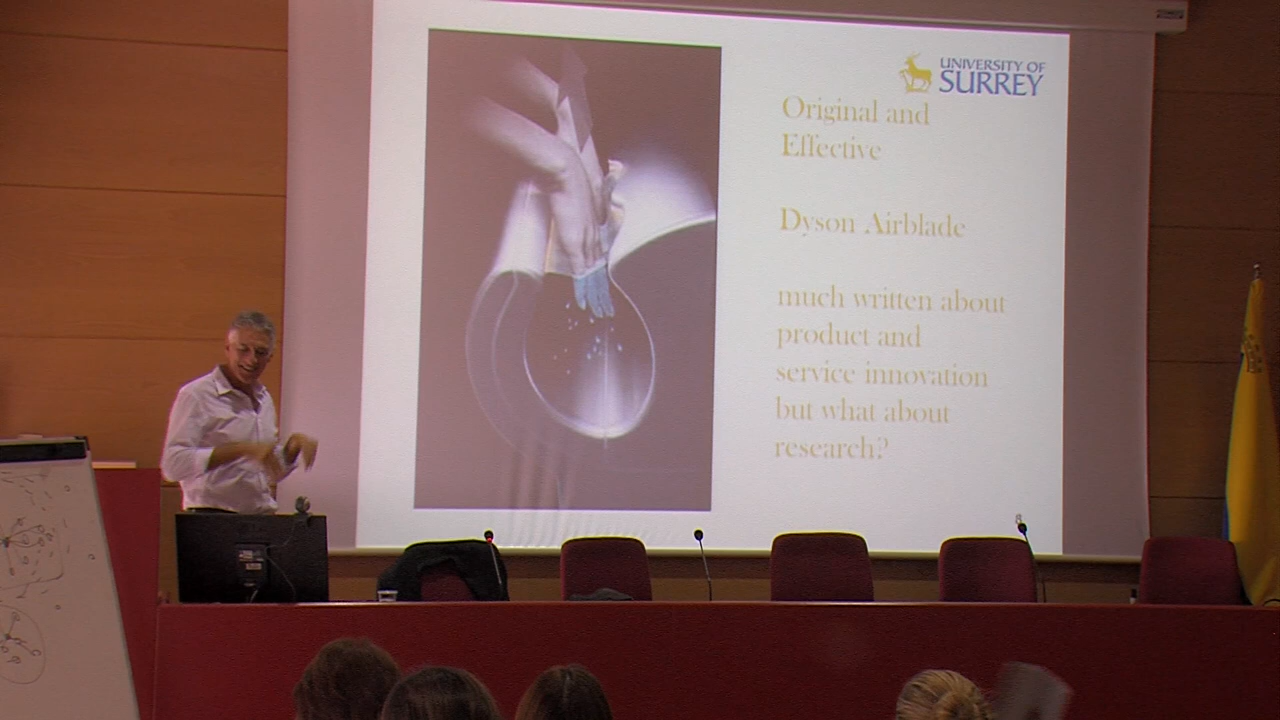 UNIVERSITY OF
SURREY
Original and
Effective
Dyson Airblade
much written about
product and
service innovation
but what about
research?